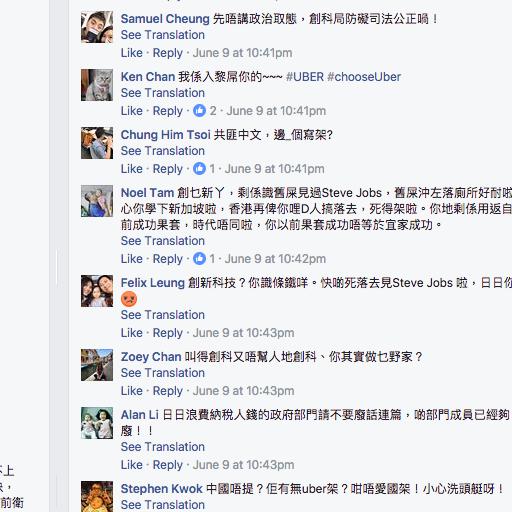 Samuel Cheung 先唔講政治取態，創科局防礙司法公正喎！
See Translation
Like · Reply · June 9 at 10:41pm
Ken Chan 我係入黎屌你的~~~ #UBER #chooseUber
See Translation
Like · Reply · 2 · June 9 at 10:41pm
Chung Him Tsoi 共匪中文，邊_個寫架?
See Translation
Like · Reply · 1 · June 9 at 10:41pm
Noel Tam 創乜新丫，剩係識舊屎見過Steve Jobs，舊屎沖左落廁所好耐啦
心你學下新加坡啦，香港再俾你哩D人搞落去，死得架啦。你地剩係用返自
前成功果套，時代唔同啦，你以前果套成功唔等於宜家成功。
See Translation
Like · Reply · 1 · June 9 at 10:42pm
Felix Leung 創新科技？你識條鐵咩。快啲死落去見Steve Jobs 啦，日日你
See Translation
Like · Reply · June 9 at 10:43pm
Zoey Chan 叫得創科又唔幫人地創科、你其實做乜野家？
See Translation
Like · Reply · June 9 at 10:43pm
Alan Li 日日浪費納稅人錢的政府部門請不要廢話連篇，啲部門成員已經夠
廢！！
See Translation
Like · Reply · June 9 at 10:43pm
上
前衛
Stephen Kwok 中國唔提？佢有無uber架？咁唔愛國架！小心洗頭艇呀！
See Translation